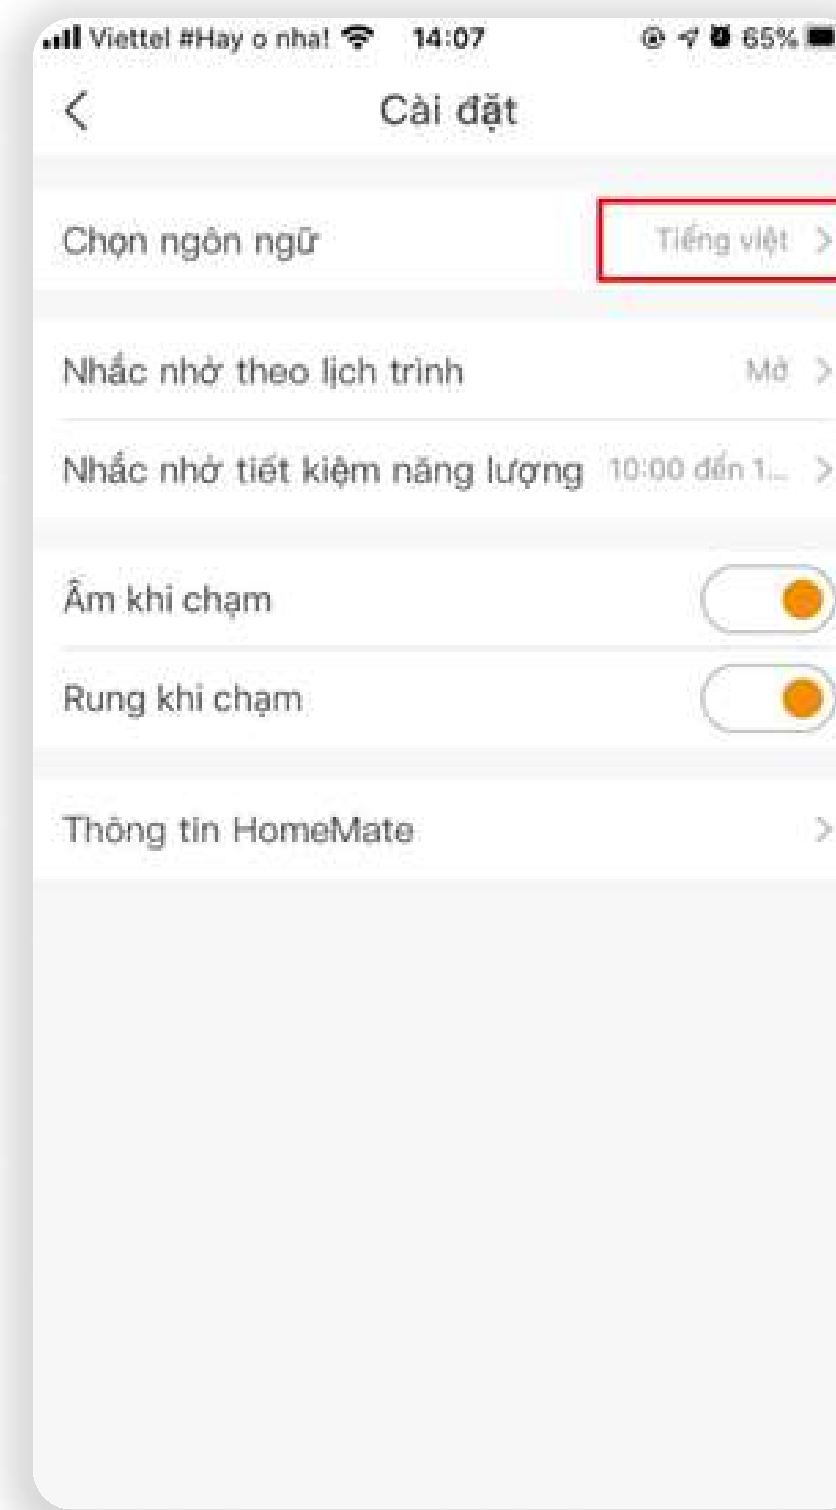 Viettel #Hay o nha! 14:07 65%
Cài đặt
Chọn ngôn ngữ Tiếng việt
Nhắc nhở theo lịch trình Mở
Nhắc nhở tiết kiệm năng lượng 10:00 đến 1...
Âm khi chạm
Rung khi chạm
Thông tin HomeMate